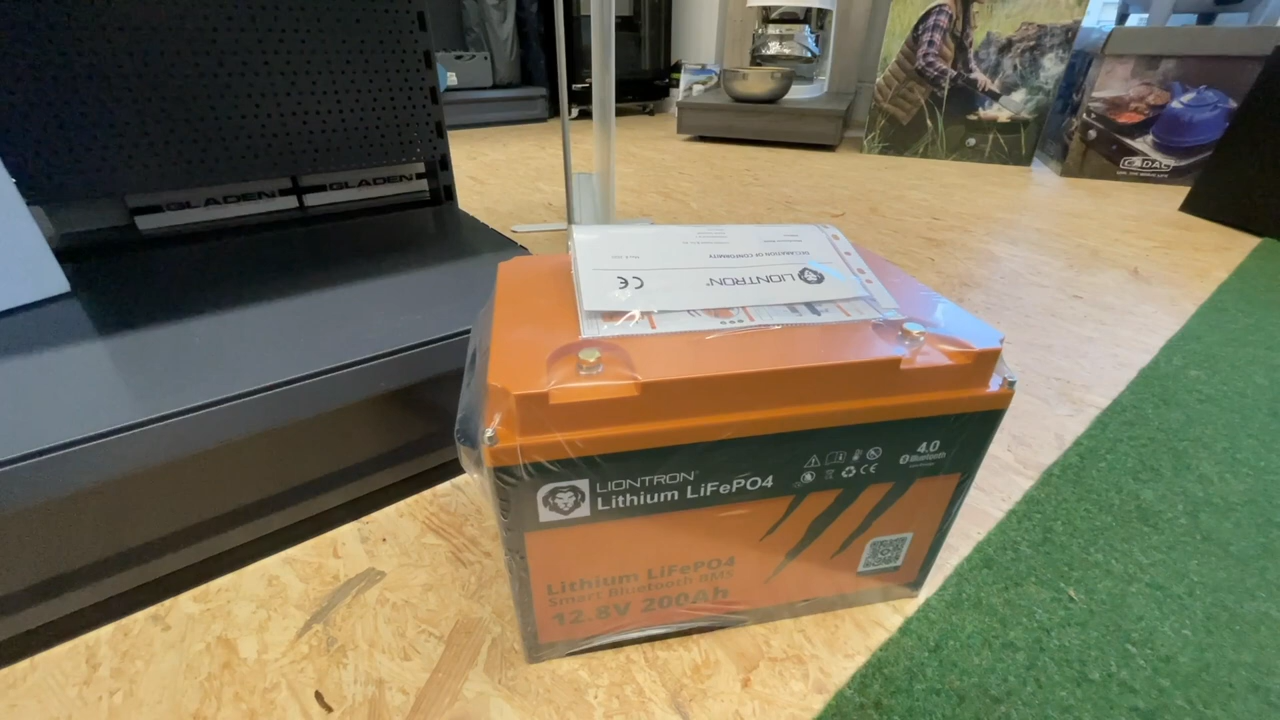 GLADEN GLADEN
CADAC
DECLARATION OF CONFORMITY
LIONTRON
CE
4.0
Bluetooth
LIONTRON®
Lithium LiFePO4
CE
Lithium LiFePO4
Smart Bluetooth BMS
12.8V 200Ah